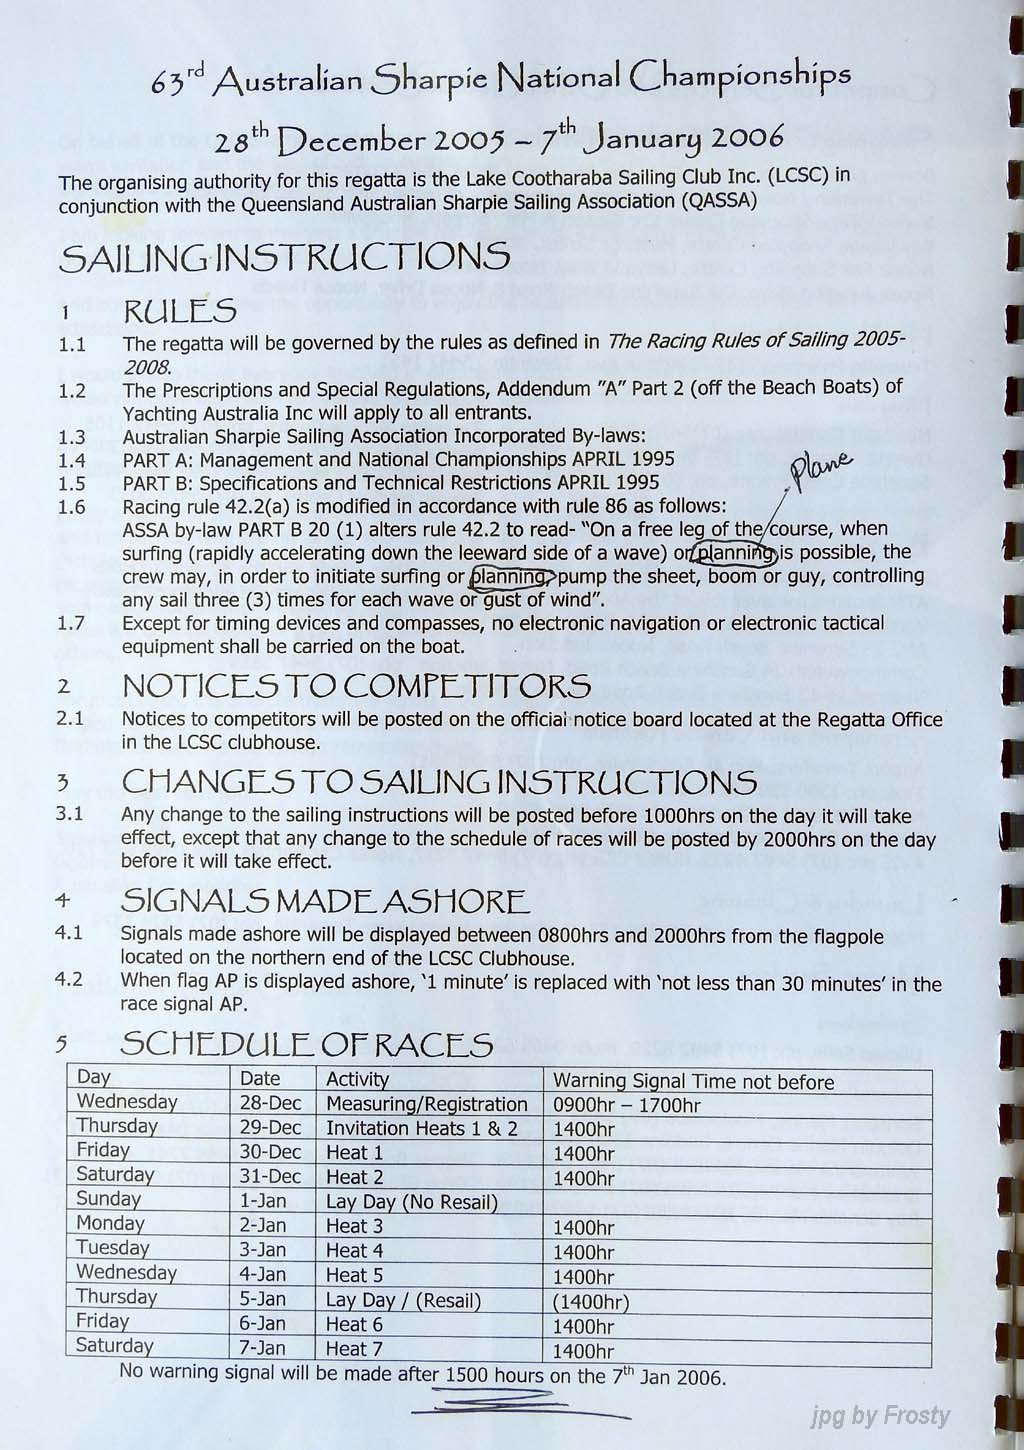 63rd Australian Sharpie National Championships
28th December 2005 – 7th January 2006
The organising authority for this regatta is the Lake Cootharaba Sailing Club Inc. (LCSC) in
conjunction with the Queensland Australian Sharpie Sailing Association (QASSA)
SAILING INSTRUCTIONS
1 RULES
1.1 The regatta will be governed by the rules as defined in The Racing Rules of Sailing 2005-
2008.
1.2 The Prescriptions and Special Regulations, Addendum "A" Part 2 (off the Beach Boats) of
Yachting Australia Inc will apply to all entrants.
1.3 Australian Sharpie Sailing Association Incorporated By-laws:
1.4 PART A: Management and National Championships APRIL 1995
plane
1.5 PART B: Specifications and Technical Restrictions APRIL 1995
1.6 Racing rule 42.2(a) is modified in accordance with rule 86 as follows:
ASSA by-law PART B 20 (1) alters rule 42.2 to read- "On a free leg of the course, when
surfing (rapidly accelerating down the leeward side of a wave) or planning is possible, the
crew may, in order to initiate surfing or planning, pump the sheet, boom or guy, controlling
any sail three (3) times for each wave or gust of wind".
1.7 Except for timing devices and compasses, no electronic navigation or electronic tactical
equipment shall be carried on the boat.
2 NOTICES TO COMPETITORS
2.1 Notices to competitors will be posted on the official notice board located at the Regatta Office
in the LCSC clubhouse.
3 CHANGES TO SAILING INSTRUCTIONS
3.1 Any change to the sailing instructions will be posted before 1000hrs on the day it will take
effect, except that any change to the schedule of races will be posted by 2000hrs on the day
before it will take effect.
4 SIGNALS MADE ASHORE
4.1 Signals made ashore will be displayed between 0800hrs and 2000hrs from the flagpole
located on the northern end of the LCSC Clubhouse.
4.2 When flag AP is displayed ashore, '1 minute' is replaced with 'not less than 30 minutes' in the
race signal AP.
5 SCHEDULE OF RACES
Day Date Activity Warning Signal Time not before
Wednesday 28-Dec Measuring/Registration 0900hr – 1700hr
Thursday 29-Dec Invitation Heats 1 & 2 1400hr
Friday 30-Dec Heat 1 1400hr
Saturday 31-Dec Heat 2 1400hr
Sunday 1-Jan Lay Day (No Resail)
Monday 2-Jan Heat 3 1400hr
Tuesday 3-Jan Heat 4 1400hr
Wednesday 4-Jan Heat 5 1400hr
Thursday 5-Jan Lay Day / (Resail) (1400hr)
Friday 6-Jan Heat 6 1400hr
Saturday 7-Jan Heat 7 1400hr
No warning signal will be made after 1500 hours on the 7th Jan 2006.
jpg by Frosty